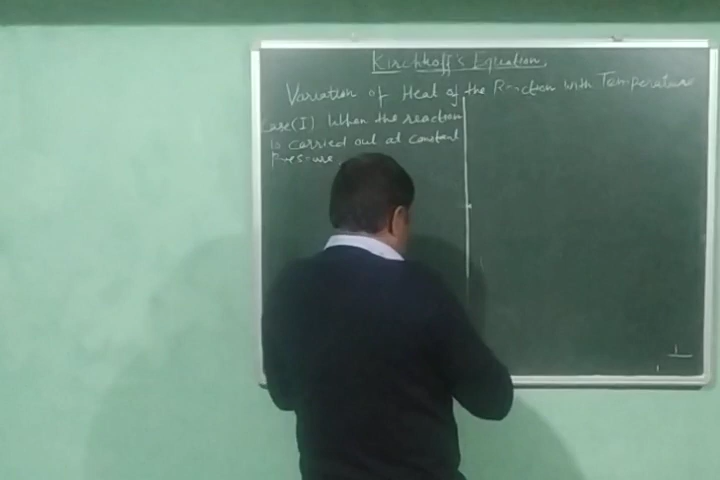 Kirchhoff's Equation,
Variation of Heat of the Reaction with Temperature
Case(I) When the reaction
is carried out at constant
Pressure,